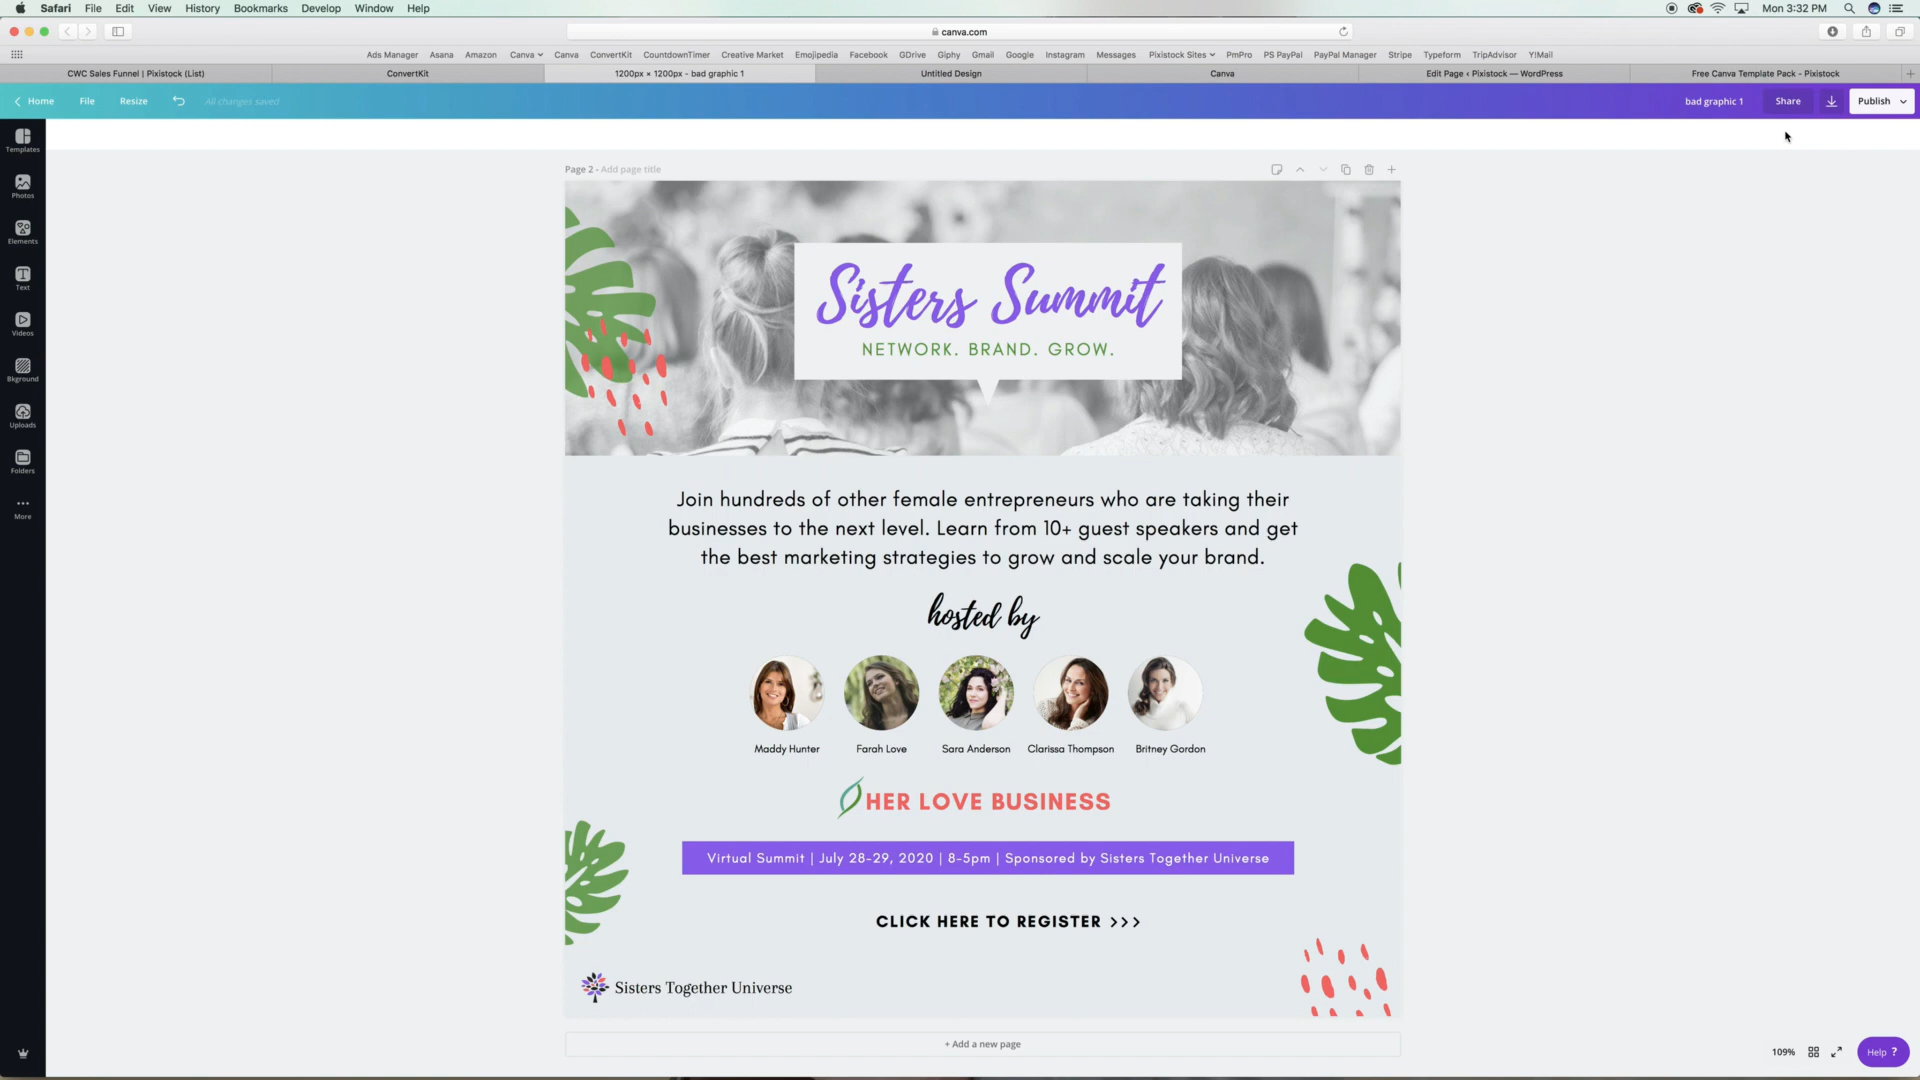 Safari File Edit View History Bookmarks Develop Window Help
Mon 3:32 PM
canva.com
Ads Manager Asana Amazon Canva Canva ConvertKit CountdownTimer Creative Market Emojipedia Facebook GDrive Giphy Gmail Google Instagram Messages Pixistock Sites PmPro PS PayPal PayPal Manager Stripe Typeform TripAdvisor Y!Mail
CWC Sales Funnel | Pixistock (List) ConvertKit 1200px × 1200px - bad graphic 1 Untitled Design Canva Edit Page ‹ Pixistock — WordPress Free Canva Template Pack - Pixistock
Home File Resize All changes saved bad graphic 1 Share Publish
Templates
Photos
Elements
Text
Videos
Bkground
Uploads
Folders
More
Page 2 - Add page title
Sisters Summit
NETWORK. BRAND. GROW.
Join hundreds of other female entrepreneurs who are taking their
businesses to the next level. Learn from 10+ guest speakers and get
the best marketing strategies to grow and scale your brand.
hosted by
Maddy Hunter Farah Love Sara Anderson Clarissa Thompson Britney Gordon
HER LOVE BUSINESS
Virtual Summit | July 28-29, 2020 | 8-5pm | Sponsored by Sisters Together Universe
CLICK HERE TO REGISTER >>>
Sisters Together Universe
+ Add a new page
109%
Help ?